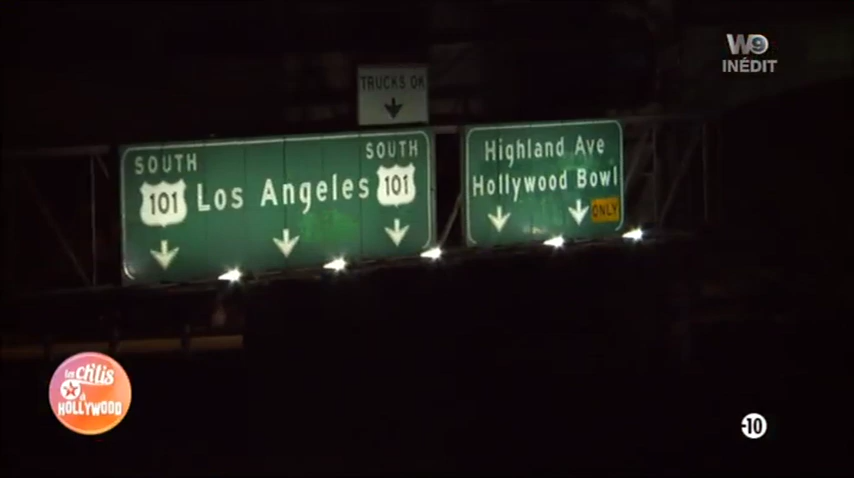 W9
INÉDIT
TRUCKS OK
SOUTH
SOUTH
101
Los Angeles
101
Highland Ave
Hollywood Bowl
ONLY
les ch'tis
à
HOLLYWOOD
-10